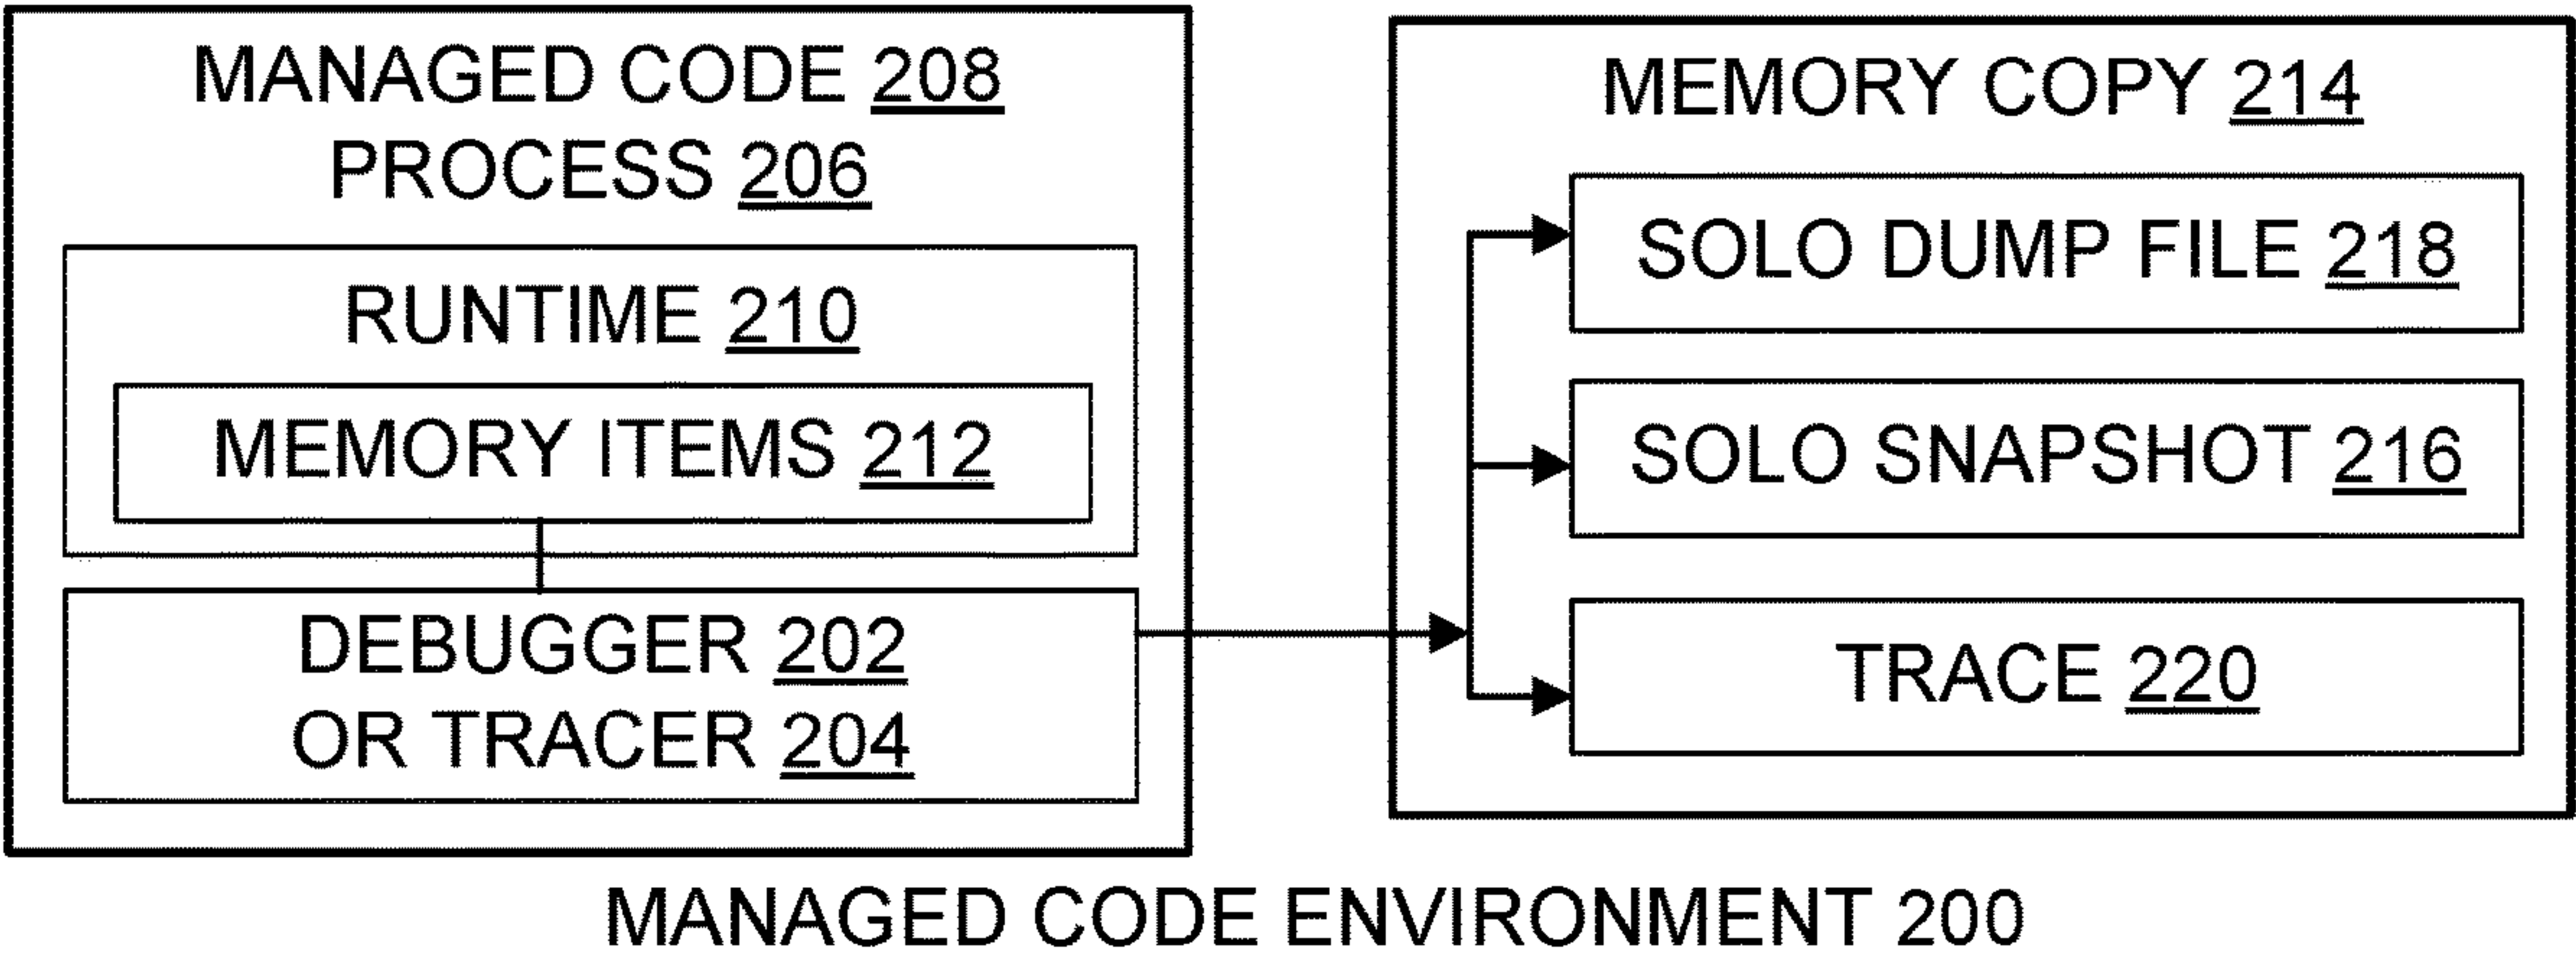 MANAGED CODE 208
PROCESS 206
RUNTIME 210
MEMORY ITEMS 212
DEBUGGER 202
OR TRACER 204
MEMORY COPY 214
SOLO DUMP FILE 218
SOLO SNAPSHOT 216
TRACE 220
MANAGED CODE ENVIRONMENT 200